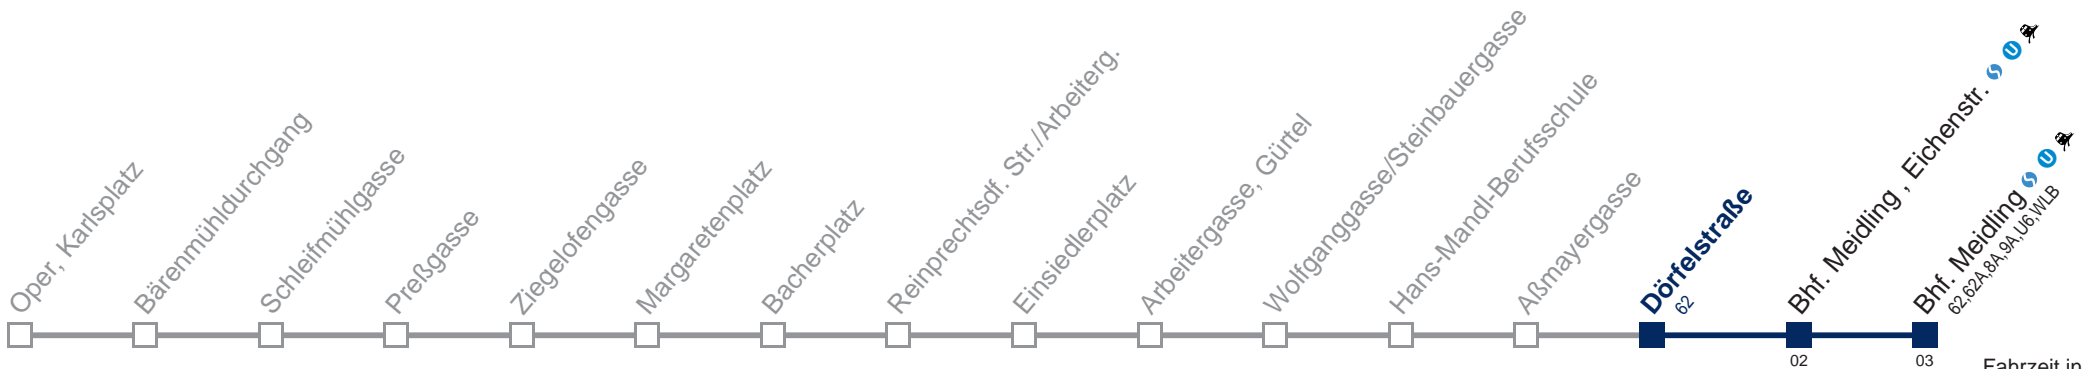 Oper, Karlsplatz
Bärenmühldurchgang
Schleifmühlgasse
Preßgasse
Ziegelofengasse
Margaretenplatz
Bacherplatz
Reinprechtsdf. Str./Arbeiterg.
Einsiedlerplatz
Arbeitergasse, Gürtel
Wolfganggasse/Steinbauergasse
Hans-Mandl-Berufsschule
Aßmayergasse
Dörfelstraße
62
Bhf. Meidling , Eichenstr. S U
Bhf. Meidling S U
62,62A,8A,9A,U6,WLB
02
03
Fahrzeit in